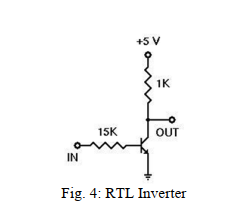 +5 V
1K
15K
OUT
IN
Fig. 4: RTL Inverter